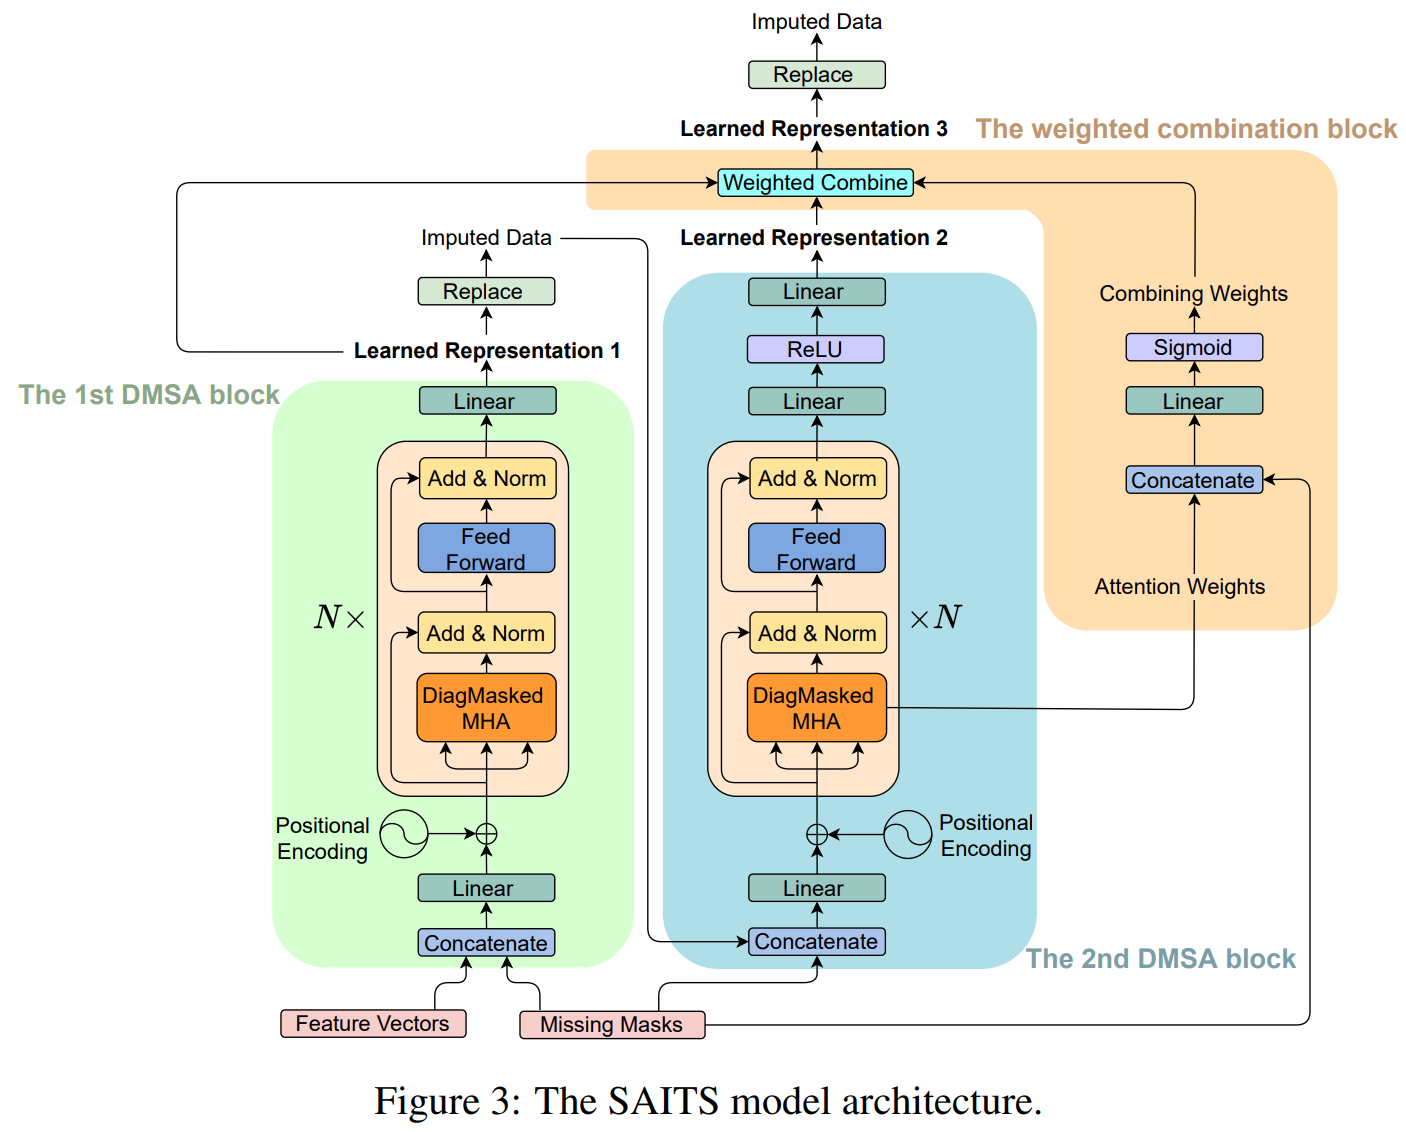 Imputed Data
Replace
Learned Representation 3
The weighted combination block
Weighted Combine
Imputed Data
Learned Representation 2
Replace
Linear
Combining Weights
Learned Representation 1
ReLU
Sigmoid
The 1st DMSA block
Linear
Linear
Linear
Add & Norm
Add & Norm
Concatenate
Feed
Forward
Feed
Forward
Attention Weights
N×
Add & Norm
Add & Norm
×N
DiagMasked
MHA
DiagMasked
MHA
Positional
Encoding
Positional
Encoding
Linear
Linear
Concatenate
Concatenate
The 2nd DMSA block
Feature Vectors
Missing Masks
Figure 3: The SAITS model architecture.